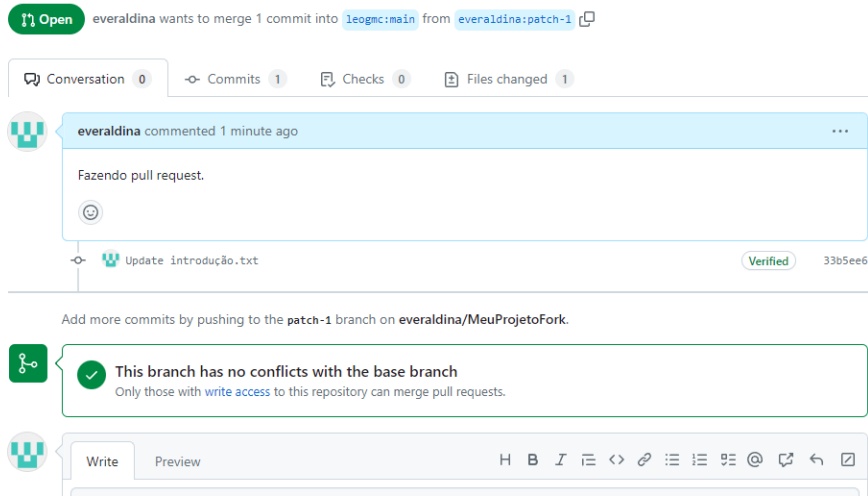 Open everaldina wants to merge 1 commit into leogmc:main from everaldina:patch-1
Conversation 0 Commits 1 Checks 0 Files changed 1
everaldina commented 1 minute ago
Fazendo pull request.
Update introdução.txt Verified 33b5ee6
Add more commits by pushing to the patch-1 branch on everaldina/MeuProjetoFork.
This branch has no conflicts with the base branch
Only those with write access to this repository can merge pull requests.
Write Preview